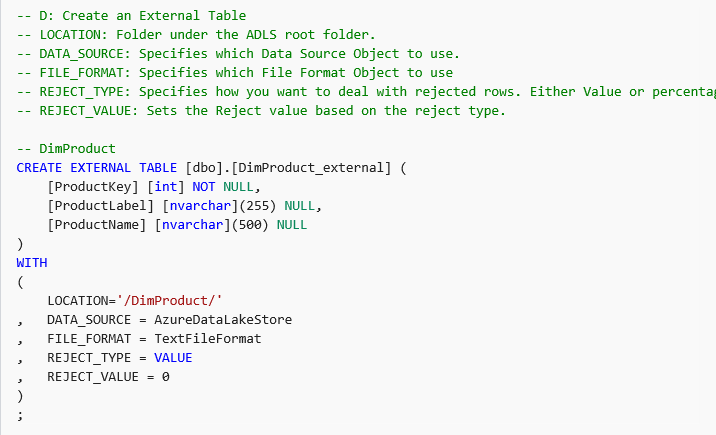 -- D: Create an External Table
-- LOCATION: Folder under the ADLS root folder.
-- DATA_SOURCE: Specifies which Data Source Object to use.
-- FILE_FORMAT: Specifies which File Format Object to use
-- REJECT_TYPE: Specifies how you want to deal with rejected rows. Either Value or percenta
-- REJECT_VALUE: Sets the Reject value based on the reject type.

-- DimProduct
CREATE EXTERNAL TABLE [dbo].[DimProduct_external] (
    [ProductKey] [int] NOT NULL,
    [ProductLabel] [nvarchar](255) NULL,
    [ProductName] [nvarchar](500) NULL
)
WITH
(
    LOCATION='/DimProduct/'
,   DATA_SOURCE = AzureDataLakeStore
,   FILE_FORMAT = TextFileFormat
,   REJECT_TYPE = VALUE
,   REJECT_VALUE = 0
)
;